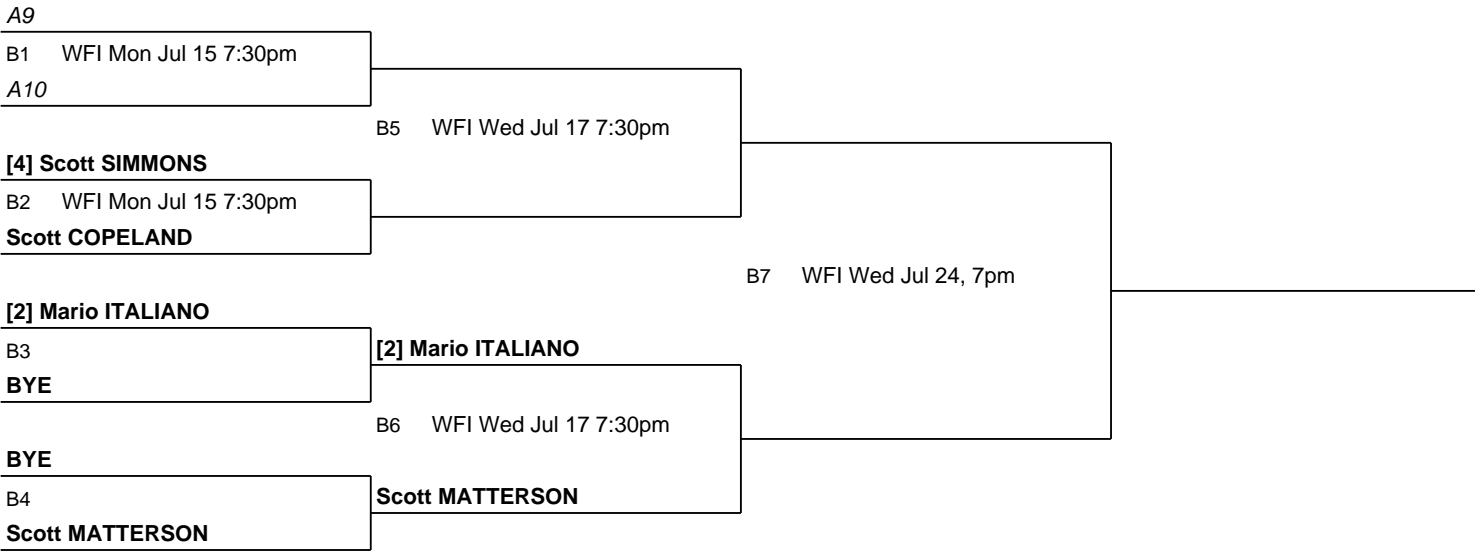 A9
B1 WFI Mon Jul 15 7:30pm
A10
B5 WFI Wed Jul 17 7:30pm
[4] Scott SIMMONS
B2 WFI Mon Jul 15 7:30pm
Scott COPELAND
B7 WFI Wed Jul 24, 7pm
[2] Mario ITALIANO
B3
[2] Mario ITALIANO
BYE
B6 WFI Wed Jul 17 7:30pm
BYE
B4
Scott MATTERSON
Scott MATTERSON